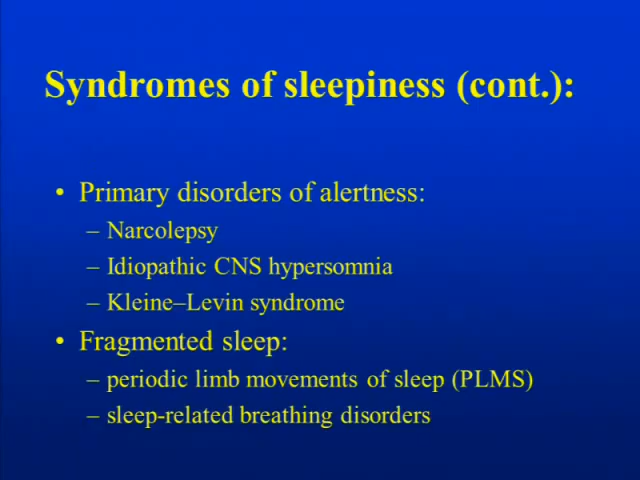 Syndromes of sleepiness (cont.):
• Primary disorders of alertness:
– Narcolepsy
– Idiopathic CNS hypersomnia
– Kleine–Levin syndrome
• Fragmented sleep:
– periodic limb movements of sleep (PLMS)
– sleep-related breathing disorders